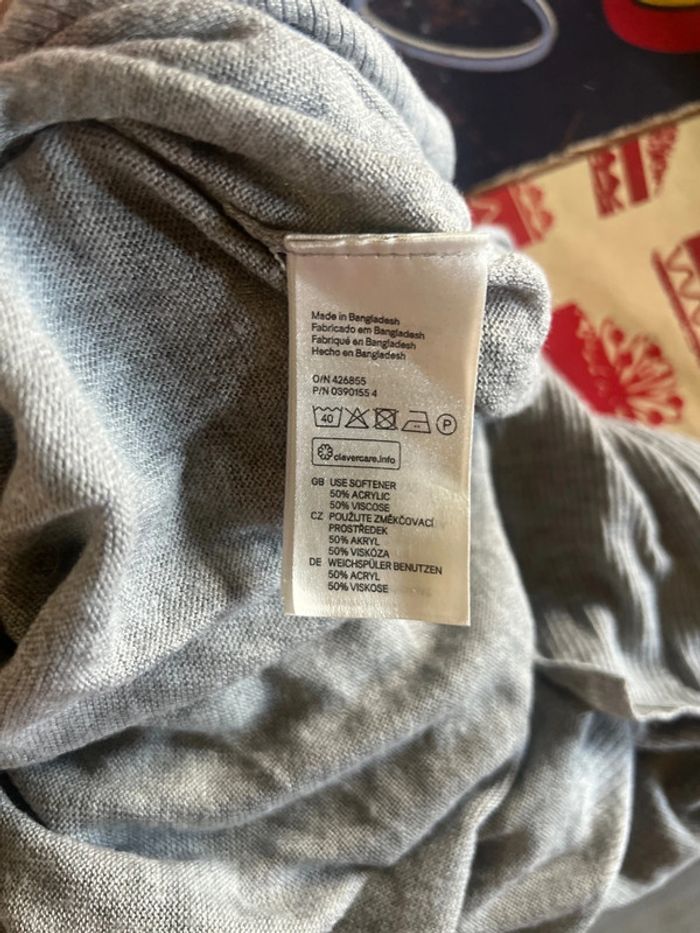 Made in Bangladesh
Fabricado em Bangladesh
Fabriqué en Bangladesh
Hecho en Bangladesh
O/N 426855
P/N 0390155 4
40 P
clevercare.info
GB USE SOFTENER
50% ACRYLIC
50% VISCOSE
CZ POUŽIJTE ZMĚKČOVACÍ
PROSTŘEDEK
50% AKRYL
50% VISKÓZA
DE WEICHSPÜLER BENUTZEN
50% ACRYL
50% VISKOSE